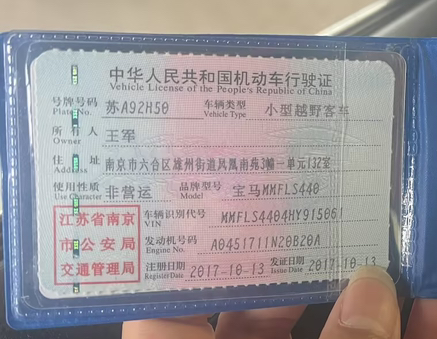 中华人民共和国机动车行驶证
Vehicle License of the People's Republic of China
号牌号码 苏A92H50 车辆类型 小型越野客车
Plate No. Vehicle Type
所有人 王军
Owner
住址 南京市六合区雄州街道凤凰南苑3幢一单元132室
Address
使用性质 非营运 品牌型号 宝马MMFLS440
Use Character Model
江苏省南京 车辆识别代号 MMFLS4404HY915061
VIN
市公安局 发动机号码 A0451711N20B20A
Engine No.
交通管理局 注册日期 2017-10-13 发证日期 2017-10-13
Register Date Issue Date